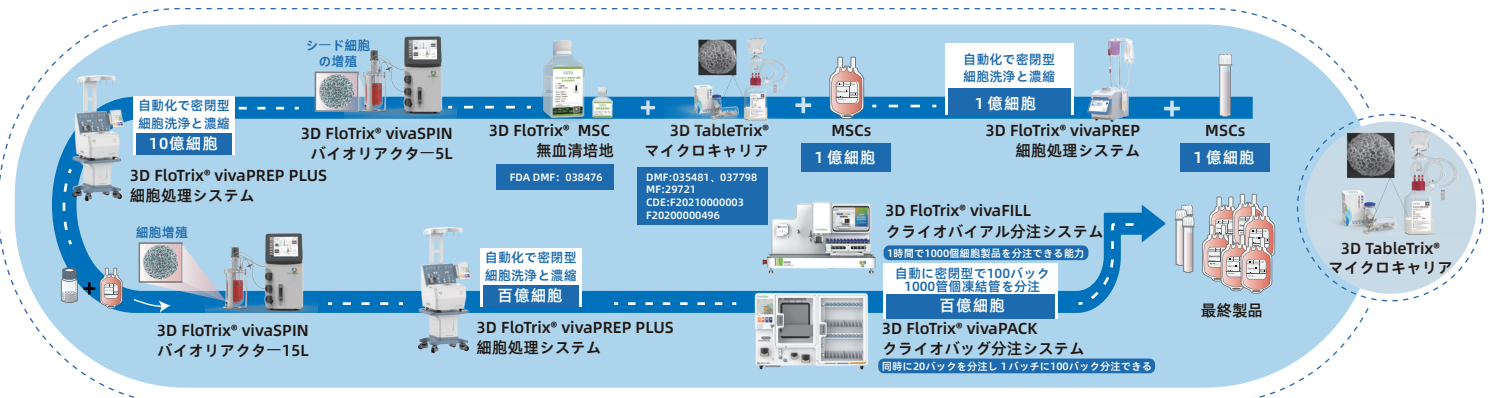 シード細胞
の増殖
自動化で密閉型
細胞洗浄と濃縮
1億細胞
自動化で密閉型
細胞洗浄と濃縮
10億細胞
3D FloTrix® vivaSPIN
バイオリアクター5L
3D FloTrix® MSC
無血清培地
FDA DMF：038476
+
3D TableTrix®
マイクロキャリア
DMF:035481、037798
MF:29721
CDE:F20210000003
F20200000496
+
MSCs
1億細胞
3D FloTrix® vivaPREP
細胞処理システム
+
MSCs
1億細胞
3D FloTrix® vivaPREP PLUS
細胞処理システム
細胞増殖
+
3D FloTrix® vivaSPIN
バイオリアクター15L
自動化で密閉型
細胞洗浄と濃縮
百億細胞
3D FloTrix® vivaPREP PLUS
細胞処理システム
3D FloTrix® vivaFILL
クライオバイアル分注システム
1時間で1000個細胞製品を分注できる能力
自動に密閉型で100バック
1000管個凍結管を分注
百億細胞
3D FloTrix® vivaPACK
クライオバッグ分注システム
同時に20バックを分注し1バッチに100バック分注できる
最終製品
3D TableTrix®
マイクロキャリア